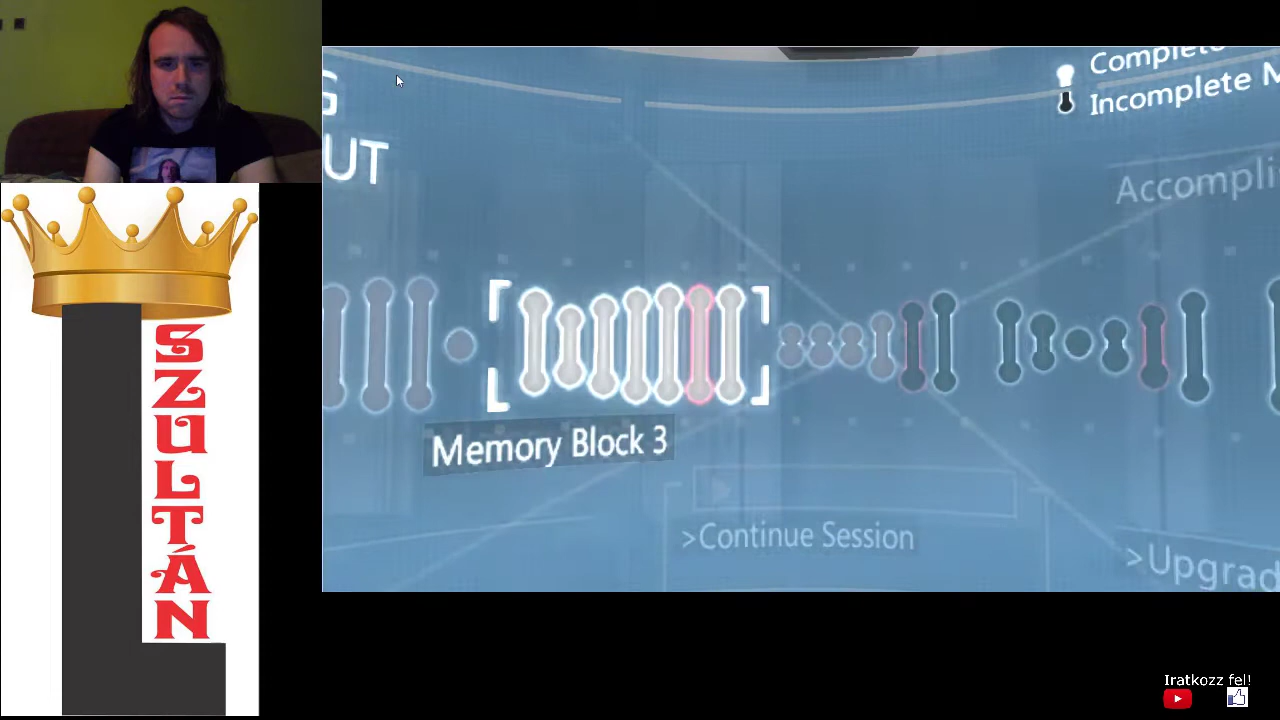 G
UT
Complete
Incomplete M
Accompli
Memory Block 3
>Continue Session
>Upgrad
L
SZULTÁN
Iratkozz fel!